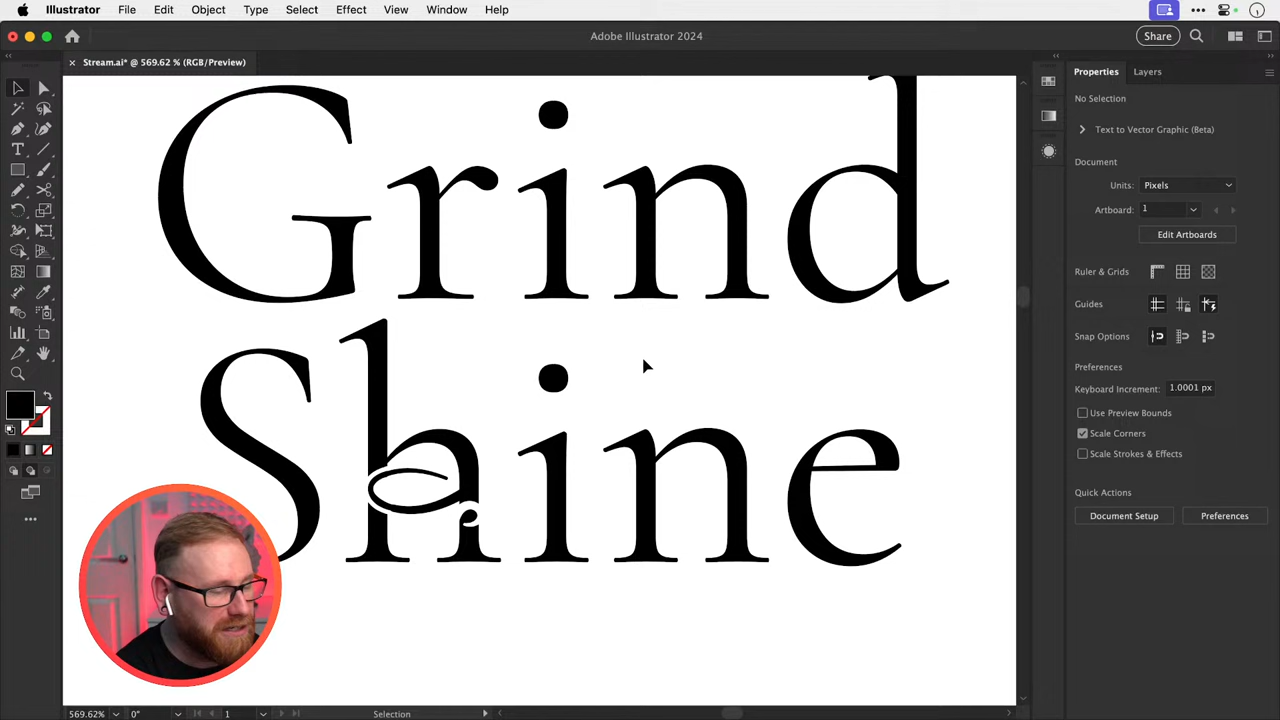 Illustrator File Edit Object Type Select Effect View Window Help
Adobe Illustrator 2024
Share
Stream.ai* @ 569.62 % (RGB/Preview)
Properties Layers
No Selection
Text to Vector Graphic (Beta)
Document
Units: Pixels
Artboard: 1
Edit Artboards
Ruler & Grids
Guides
Snap Options
Preferences
Keyboard Increment: 1.0001 px
Use Preview Bounds
Scale Corners
Scale Strokes & Effects
Quick Actions
Document Setup Preferences
Grind
Shine
569.62% 0° 1 Selection